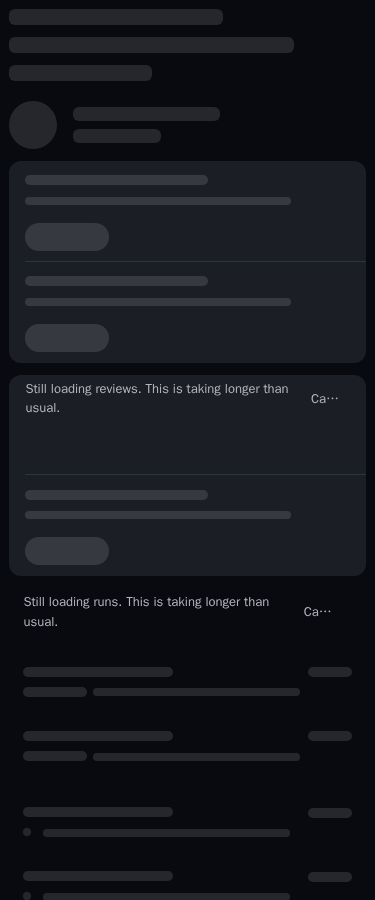 Still loading reviews. This is taking longer than
usual.
Ca···
Still loading runs. This is taking longer than
usual.
Ca···